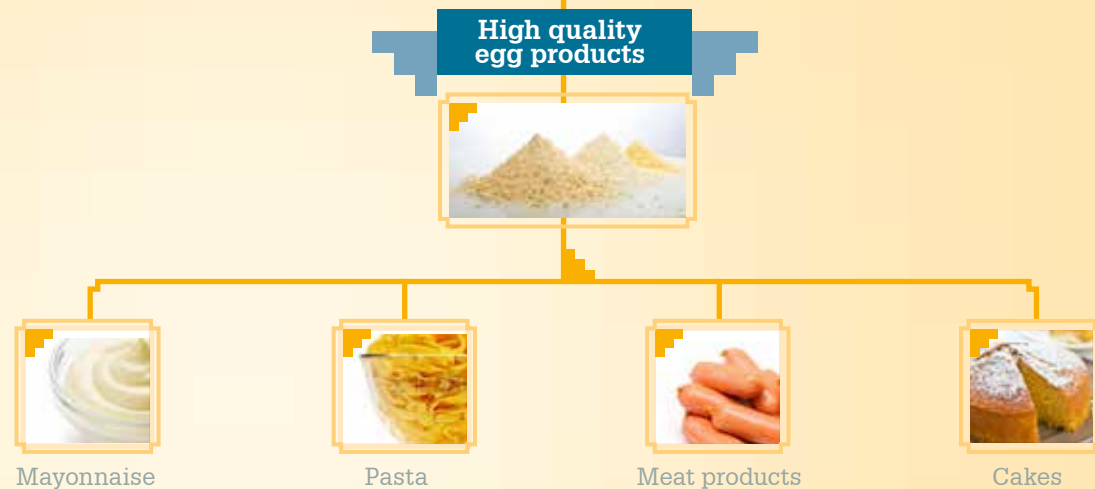 High quality
egg products
Mayonnaise
Pasta
Meat products
Cakes